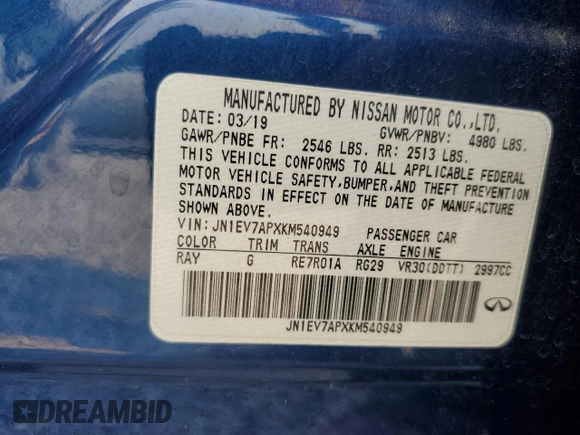 MANUFACTURED BY NISSAN MOTOR CO.,LTD.
DATE: 03/19 GVWR/PNBV: 4980 LBS.
GAWR/PNBE FR: 2546 LBS. RR: 2513 LBS.
THIS VEHICLE CONFORMS TO ALL APPLICABLE FEDERAL
MOTOR VEHICLE SAFETY,BUMPER,AND THEFT PREVENTION
STANDARDS IN EFFECT ON THE DATE OF MANUFACTURE
SHOWN ABOVE.
VIN: JN1EV7APXKM540949 PASSENGER CAR
COLOR TRIM TRANS AXLE ENGINE
RAY G RE7R01A RG29 VR30(DDTT) 2997CC
JN1EV7APXKM540949
DREAMBID